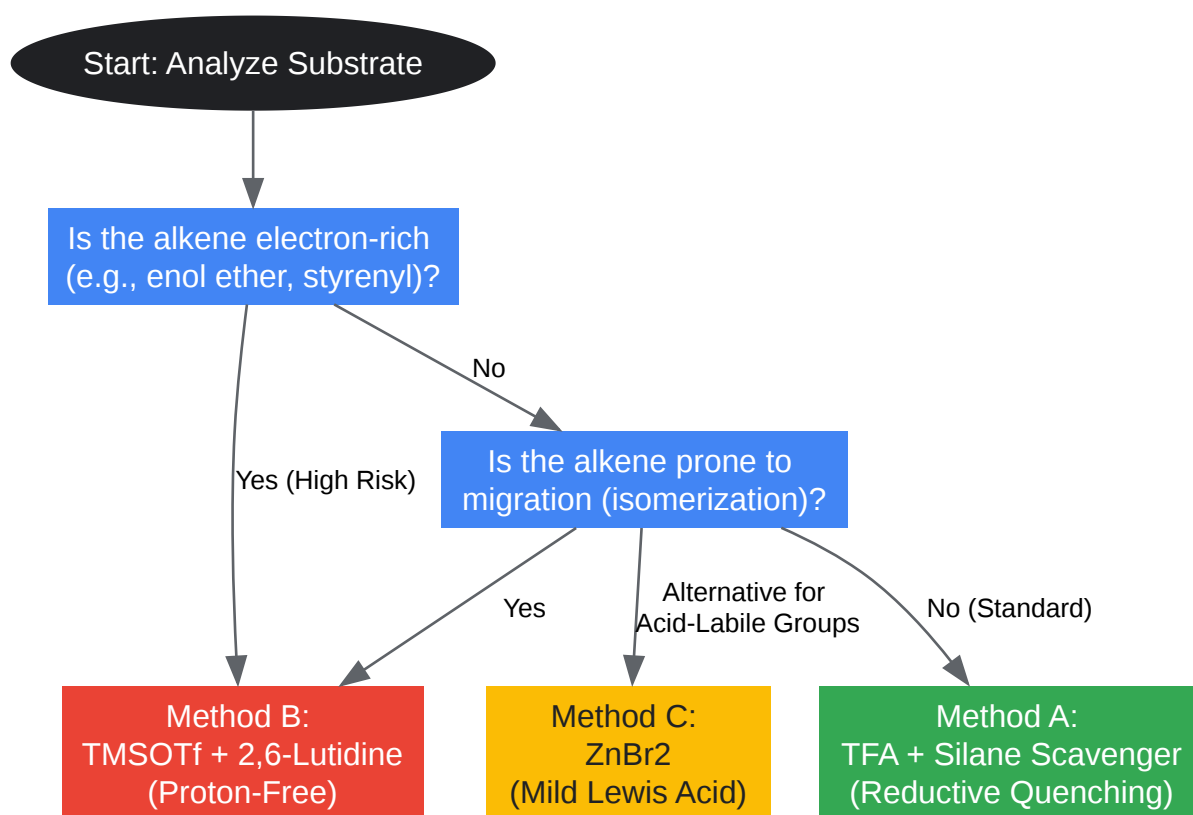 Start: Analyze Substrate
Is the alkene electron-rich
(e.g., enol ether, styrenyl)?
No
Is the alkene prone to
migration (isomerization)?
Yes (High Risk)
Yes
Alternative for
Acid-Labile Groups
No (Standard)
Method B:
TMSOTf + 2,6-Lutidine
(Proton-Free)
Method C:
ZnBr2
(Mild Lewis Acid)
Method A:
TFA + Silane Scavenger
(Reductive Quenching)